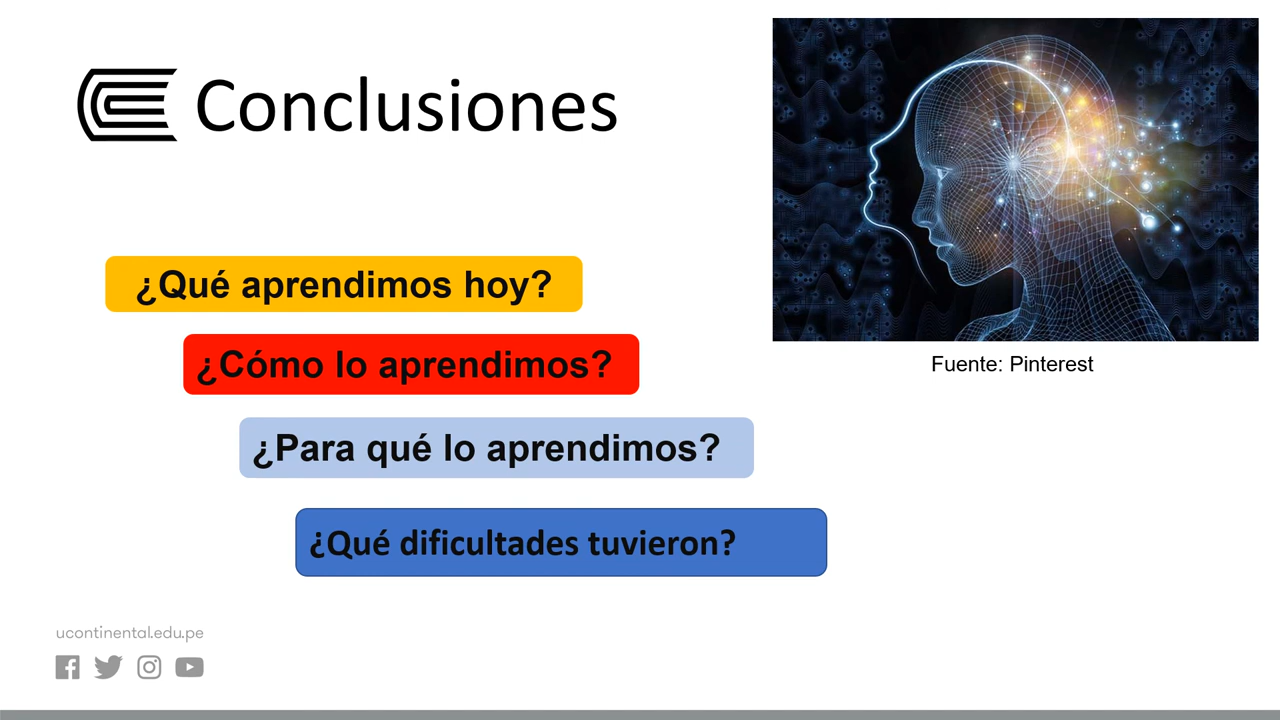 Conclusiones
¿Qué aprendimos hoy?
¿Cómo lo aprendimos?
¿Para qué lo aprendimos?
¿Qué dificultades tuvieron?
Fuente: Pinterest
ucontinental.edu.pe